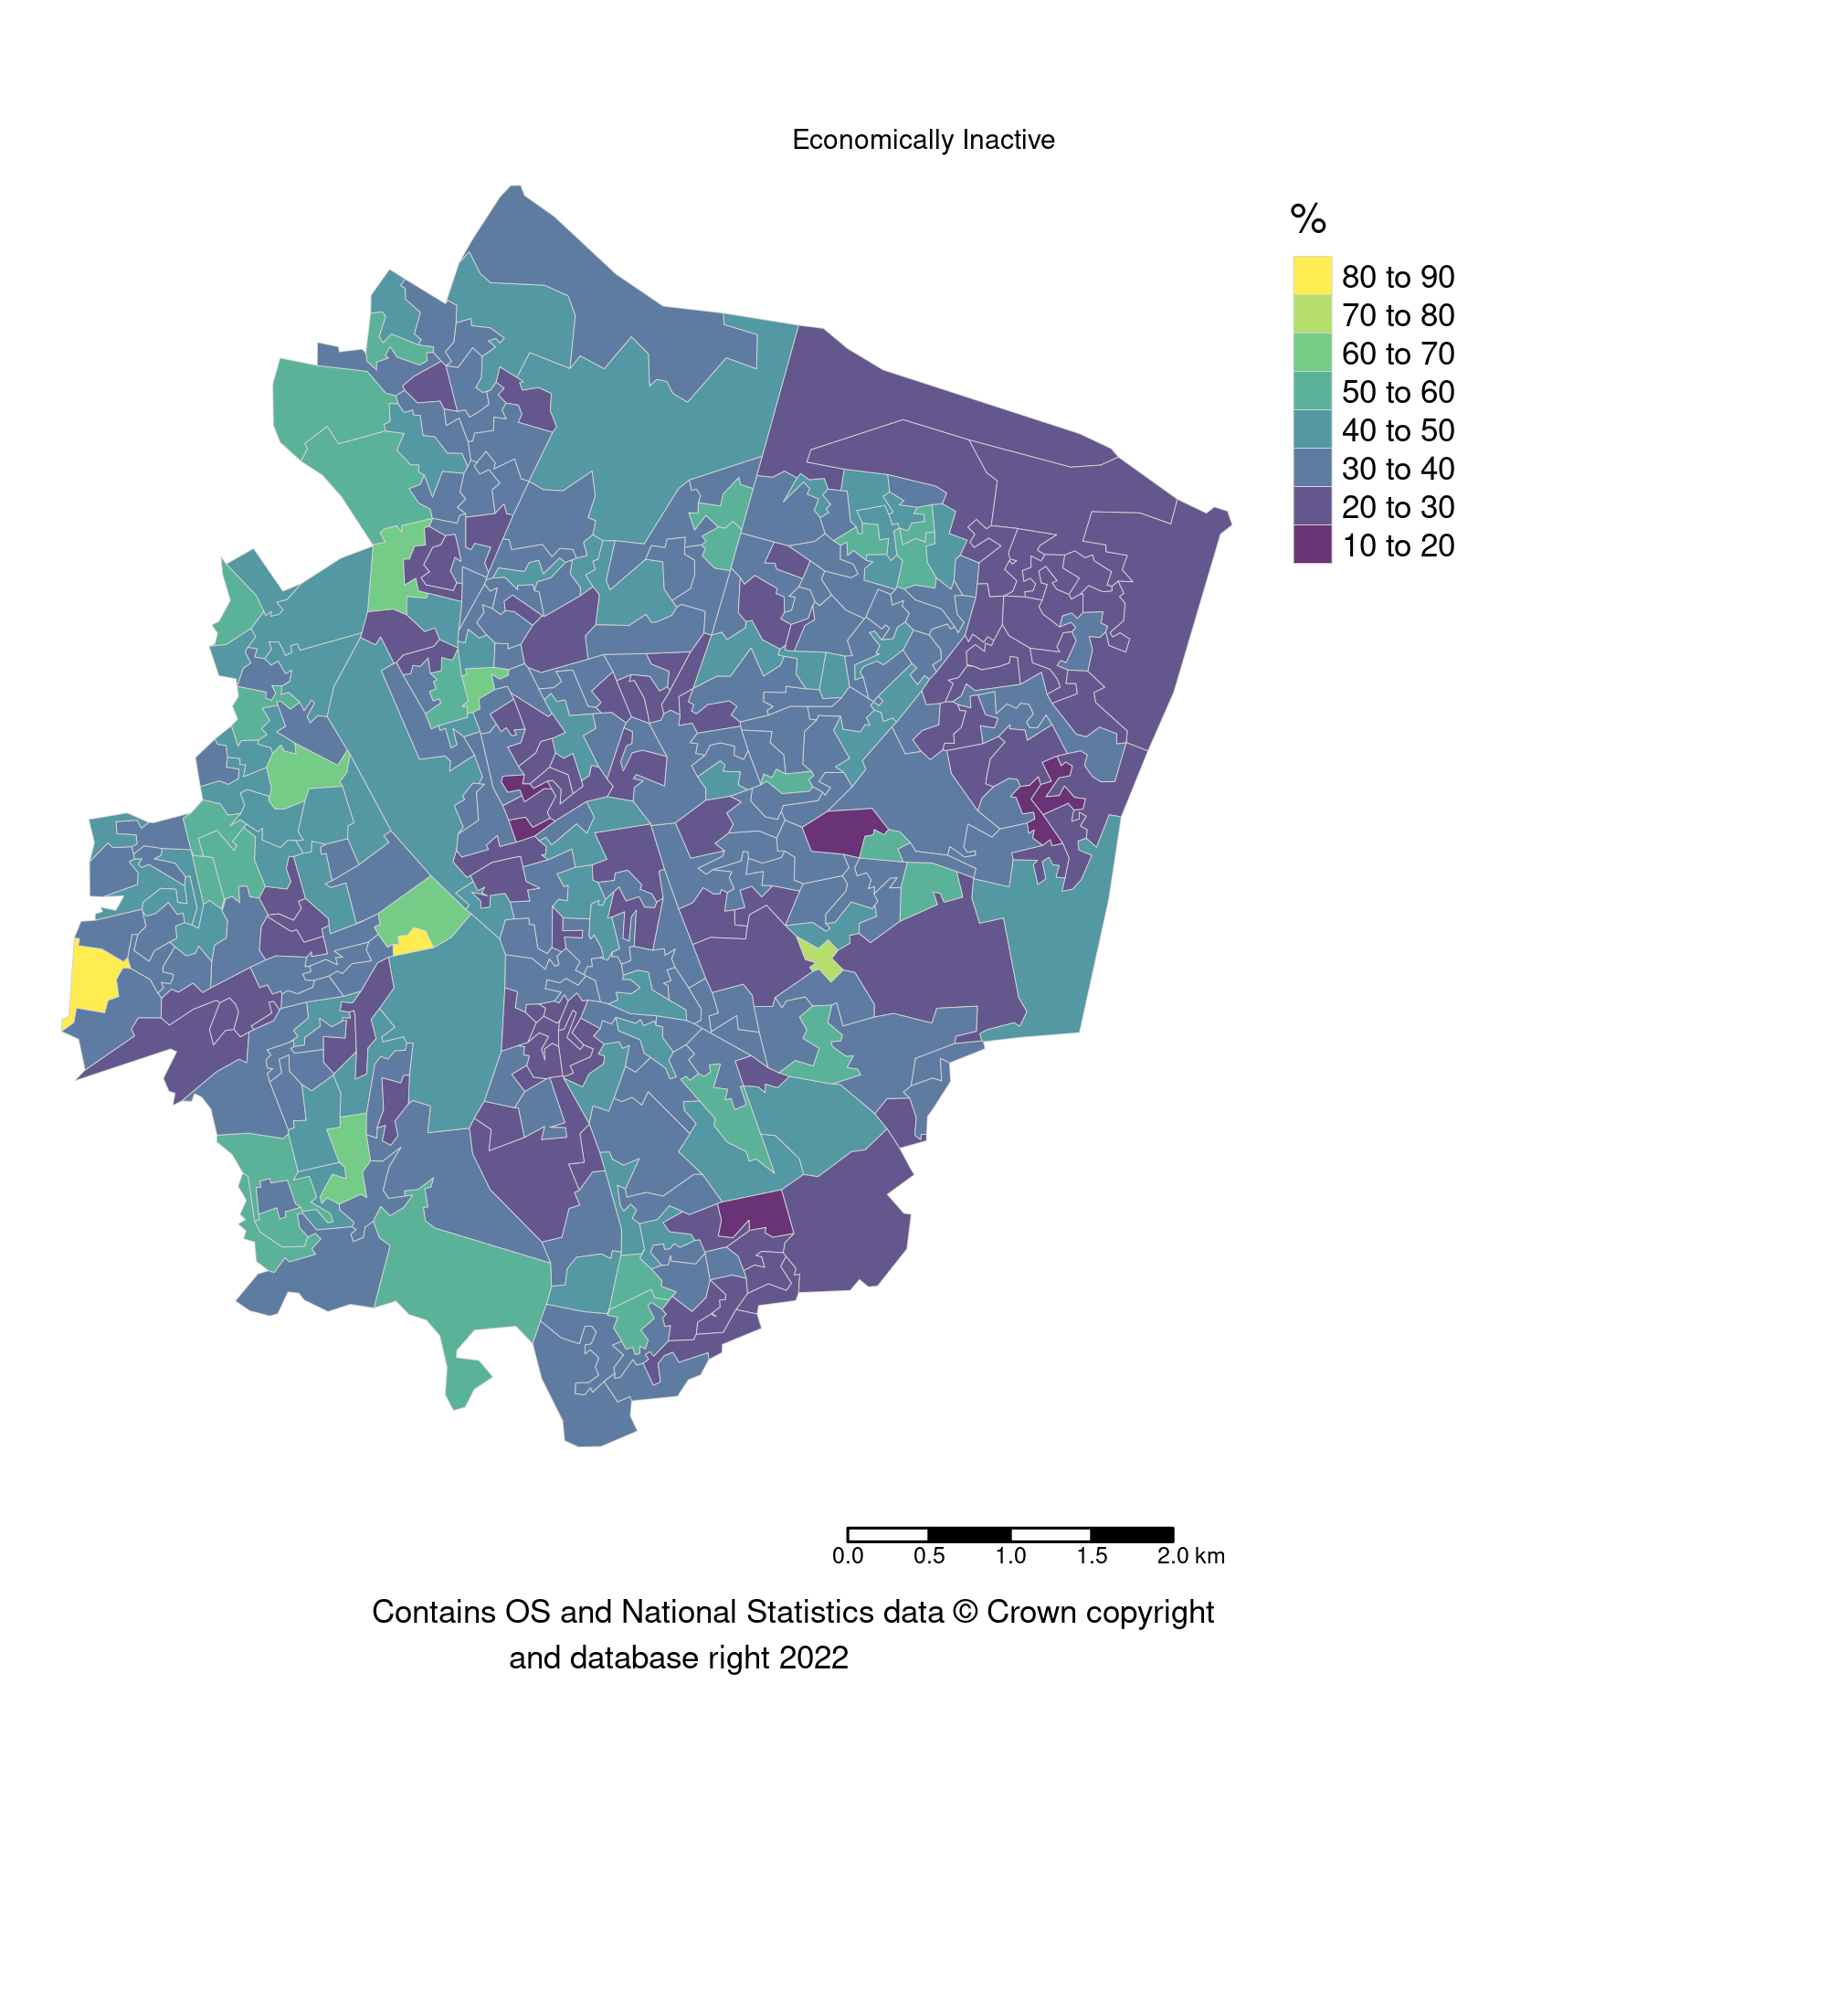 Economically Inactive
%
80 to 90
70 to 80
60 to 70
50 to 60
40 to 50
30 to 40
20 to 30
10 to 20
0.0 0.5 1.0 1.5 2.0 km
Contains OS and National Statistics data © Crown copyright
and database right 2022